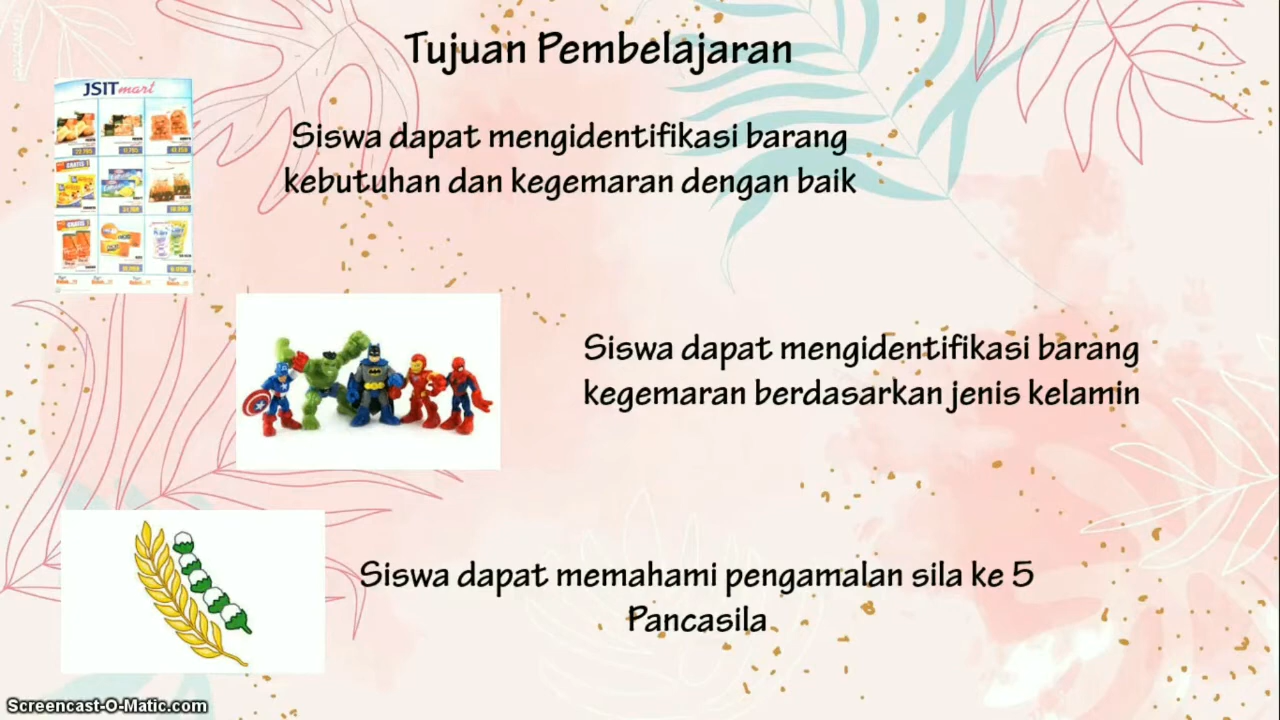 Tujuan Pembelajaran
JSIT mart
Siswa dapat mengidentifikasi barang
kebutuhan dan kegemaran dengan baik
Siswa dapat mengidentifikasi barang
kegemaran berdasarkan jenis kelamin
Siswa dapat memahami pengamalan sila ke 5
Pancasila
Screencast-O-Matic.com